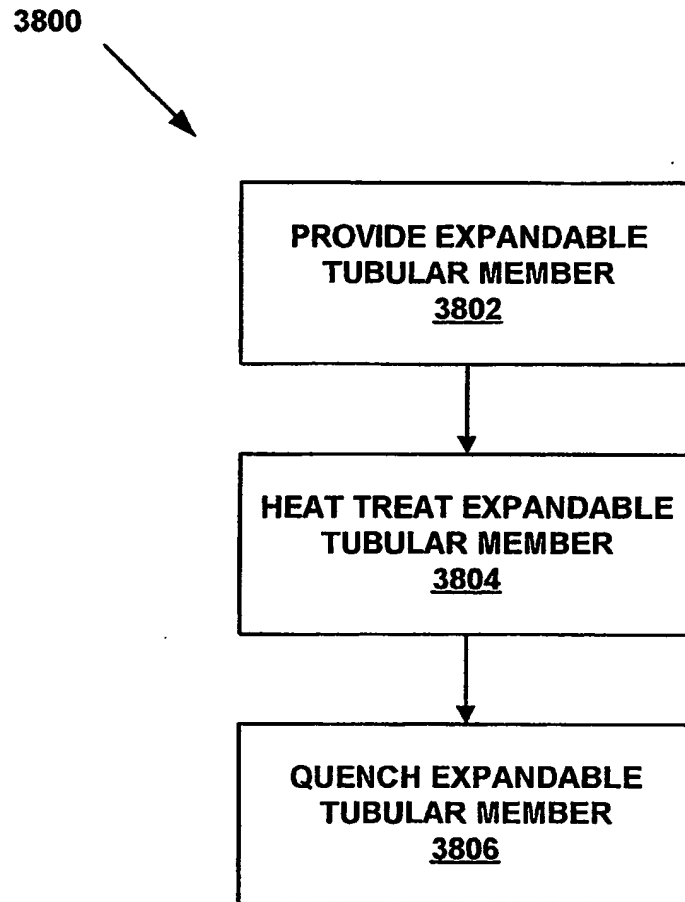 3800
PROVIDE EXPANDABLE
TUBULAR MEMBER
3802
HEAT TREAT EXPANDABLE
TUBULAR MEMBER
3804
QUENCH EXPANDABLE
TUBULAR MEMBER
3806